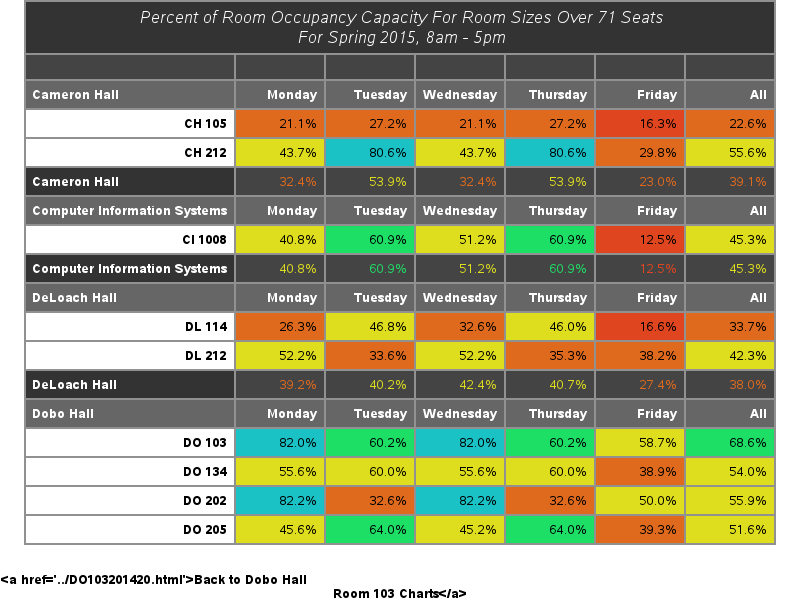 Percent of Room Occupancy Capacity For Room Sizes Over 71 Seats
For Spring 2015, 8am - 5pm
Cameron Hall Monday Tuesday Wednesday Thursday Friday All
CH 105 21.1% 27.2% 21.1% 27.2% 16.3% 22.6%
CH 212 43.7% 80.6% 43.7% 80.6% 29.8% 55.6%
Cameron Hall 32.4% 53.9% 32.4% 53.9% 23.0% 39.1%
Computer Information Systems Monday Tuesday Wednesday Thursday Friday All
CI 1008 40.8% 60.9% 51.2% 60.9% 12.5% 45.3%
Computer Information Systems 40.8% 60.9% 51.2% 60.9% 12.5% 45.3%
DeLoach Hall Monday Tuesday Wednesday Thursday Friday All
DL 114 26.3% 46.8% 32.6% 46.0% 16.6% 33.7%
DL 212 52.2% 33.6% 52.2% 35.3% 38.2% 42.3%
DeLoach Hall 39.2% 40.2% 42.4% 40.7% 27.4% 38.0%
Dobo Hall Monday Tuesday Wednesday Thursday Friday All
DO 103 82.0% 60.2% 82.0% 60.2% 58.7% 68.6%
DO 134 55.6% 60.0% 55.6% 60.0% 38.9% 54.0%
DO 202 82.2% 32.6% 82.2% 32.6% 50.0% 55.9%
DO 205 45.6% 64.0% 45.2% 64.0% 39.3% 51.6%
<a href='../DO103201420.html'>Back to Dobo Hall
Room 103 Charts</a>